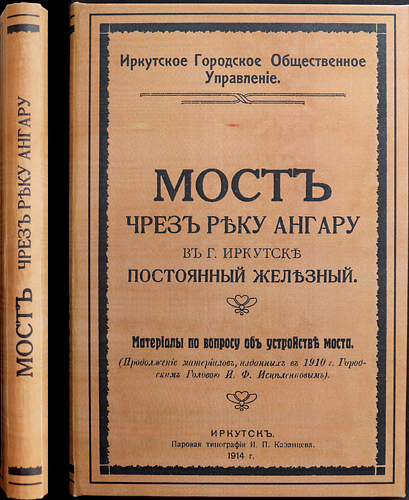 МОСТЪ ЧРЕЗЪ РѢКУ АНГАРУ
Иркутское Городское Общественное
Управленіе.
МОСТЪ
ЧРЕЗЪ РѢКУ АНГАРУ
ВЪ Г. ИРКУТСКѢ
ПОСТОЯННЫЙ ЖЕЛѢЗНЫЙ.
Матеріалы по вопросу объ устройствѣ моста.
(Продолженіе матеріаловъ, изданныхъ въ 1910 г. Город-
скимъ Головою И. Ф. Исцеленновымъ).
ИРКУТСКЪ.
Паровая типографія И. П. Казанцева.
1914 г.